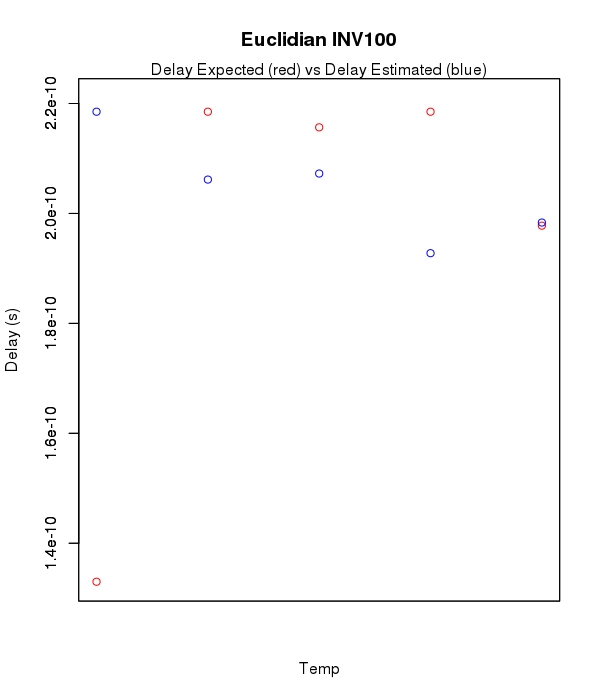 Euclidian INV100
Delay Expected (red) vs Delay Estimated (blue)
2.2e-10
2.0e-10
1.8e-10
1.6e-10
1.4e-10
Delay (s)
Temp